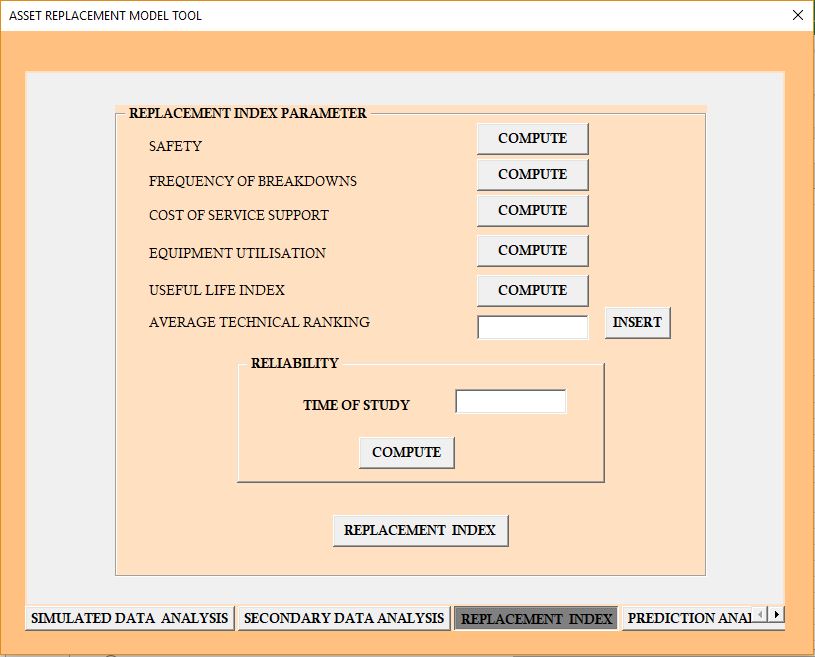 ASSET REPLACEMENT MODEL TOOL
REPLACEMENT INDEX PARAMETER
SAFETY COMPUTE
FREQUENCY OF BREAKDOWNS COMPUTE
COST OF SERVICE SUPPORT COMPUTE
EQUIPMENT UTILISATION COMPUTE
USEFUL LIFE INDEX COMPUTE
AVERAGE TECHNICAL RANKING INSERT
RELIABILITY
TIME OF STUDY
COMPUTE
REPLACEMENT INDEX
SIMULATED DATA ANALYSIS SECONDARY DATA ANALYSIS REPLACEMENT INDEX PREDICTION ANA